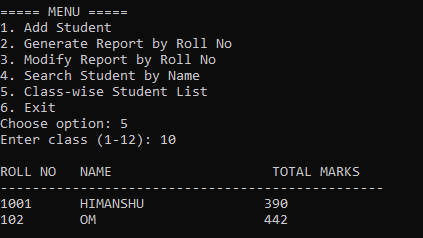 ===== MENU =====
1. Add Student
2. Generate Report by Roll No
3. Modify Report by Roll No
4. Search Student by Name
5. Class-wise Student List
6. Exit
Choose option: 5
Enter class (1-12): 10

ROLL NO   NAME                    TOTAL MARKS
------------------------------------------------
1001      HIMANSHU               390
102       OM                     442